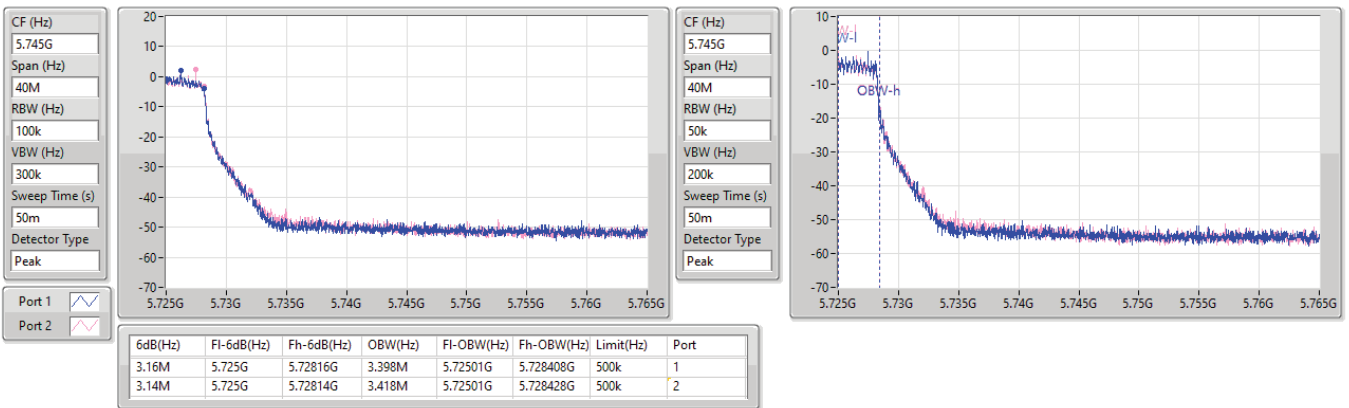 CF (Hz)
5.745G
Span (Hz)
40M
RBW (Hz)
100k
VBW (Hz)
300k
Sweep Time (s)
50m
Detector Type
Peak
Port 1
Port 2
20
10
0
-10
-20
-30
-40
-50
-60
-70
5.725G 5.73G 5.735G 5.74G 5.745G 5.75G 5.755G 5.76G 5.765G
CF (Hz)
5.745G
Span (Hz)
40M
RBW (Hz)
50k
VBW (Hz)
200k
Sweep Time (s)
50m
Detector Type
Peak
10
0
-10
-20
-30
-40
-50
-60
-70
W-l
W-l
OBW-h
5.725G 5.73G 5.735G 5.74G 5.745G 5.75G 5.755G 5.76G 5.765G
6dB(Hz) Fl-6dB(Hz) Fh-6dB(Hz) OBW(Hz) Fl-OBW(Hz) Fh-OBW(Hz) Limit(Hz) Port
3.16M 5.725G 5.72816G 3.398M 5.72501G 5.728408G 500k 1
3.14M 5.725G 5.72814G 3.418M 5.72501G 5.728428G 500k 2